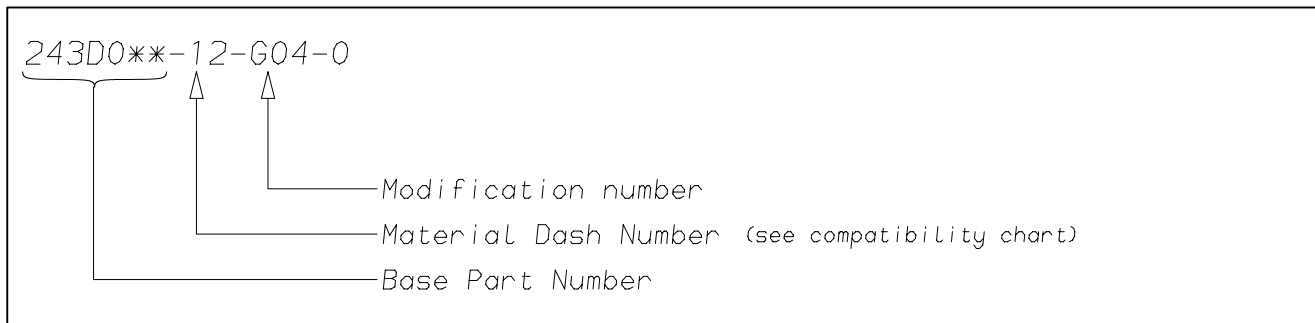 243D0**-12-G04-0
Modification number
Material Dash Number (see compatibility chart)
Base Part Number